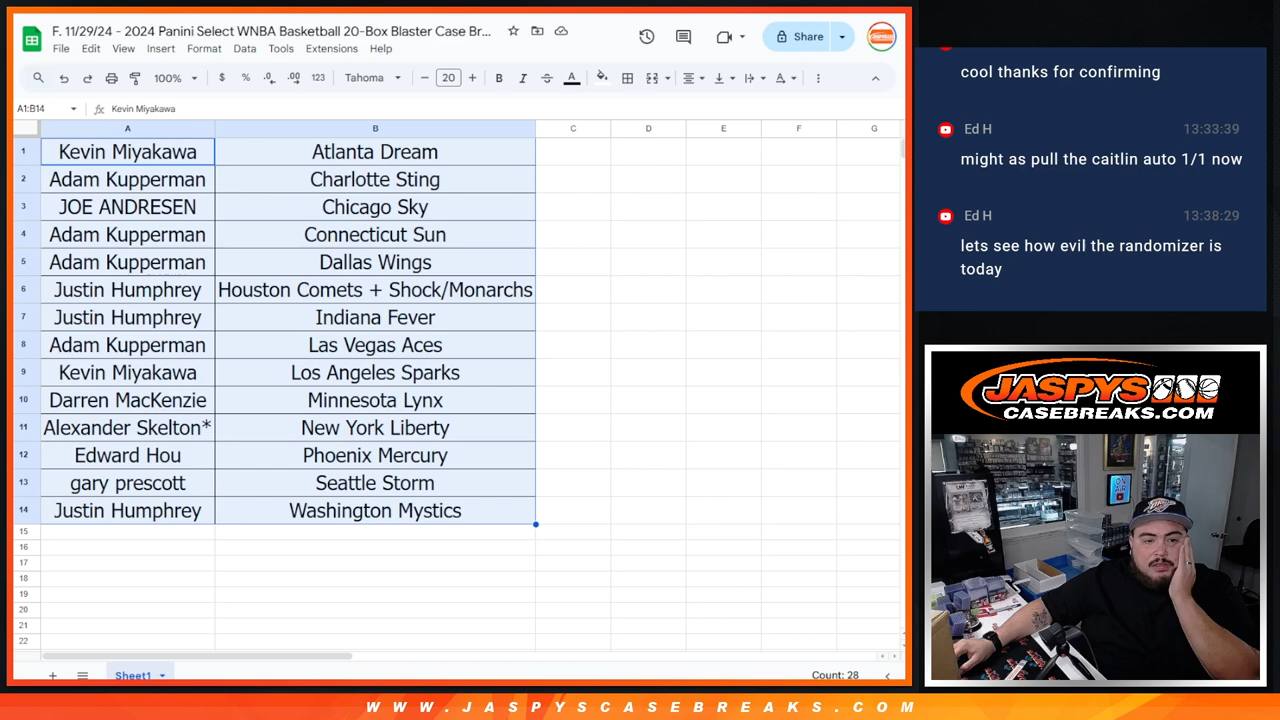 F. 11/29/24 - 2024 Panini Select WNBA Basketball 20-Box Blaster Case Br...
File Edit View Insert Format Data Tools Extensions Help
Share
100% $ % .0 .00 123 Tahoma 20 B I A
A1:B14 fx Kevin Miyakawa
A B C D E F G
1 Kevin Miyakawa Atlanta Dream
2 Adam Kupperman Charlotte Sting
3 JOE ANDRESEN Chicago Sky
4 Adam Kupperman Connecticut Sun
5 Adam Kupperman Dallas Wings
6 Justin Humphrey Houston Comets + Shock/Monarchs
7 Justin Humphrey Indiana Fever
8 Adam Kupperman Las Vegas Aces
9 Kevin Miyakawa Los Angeles Sparks
10 Darren MacKenzie Minnesota Lynx
11 Alexander Skelton* New York Liberty
12 Edward Hou Phoenix Mercury
13 gary prescott Seattle Storm
14 Justin Humphrey Washington Mystics
15
16
17
18
19
20
21
22
Sheet1 Count: 28
cool thanks for confirming
Ed H 13:33:39
might as pull the caitlin auto 1/1 now
Ed H 13:38:29
lets see how evil the randomizer is
today
JASPYS
CASEBREAKS.COM
ON AIR
WWW.JASPYSCASEBREAKS.COM